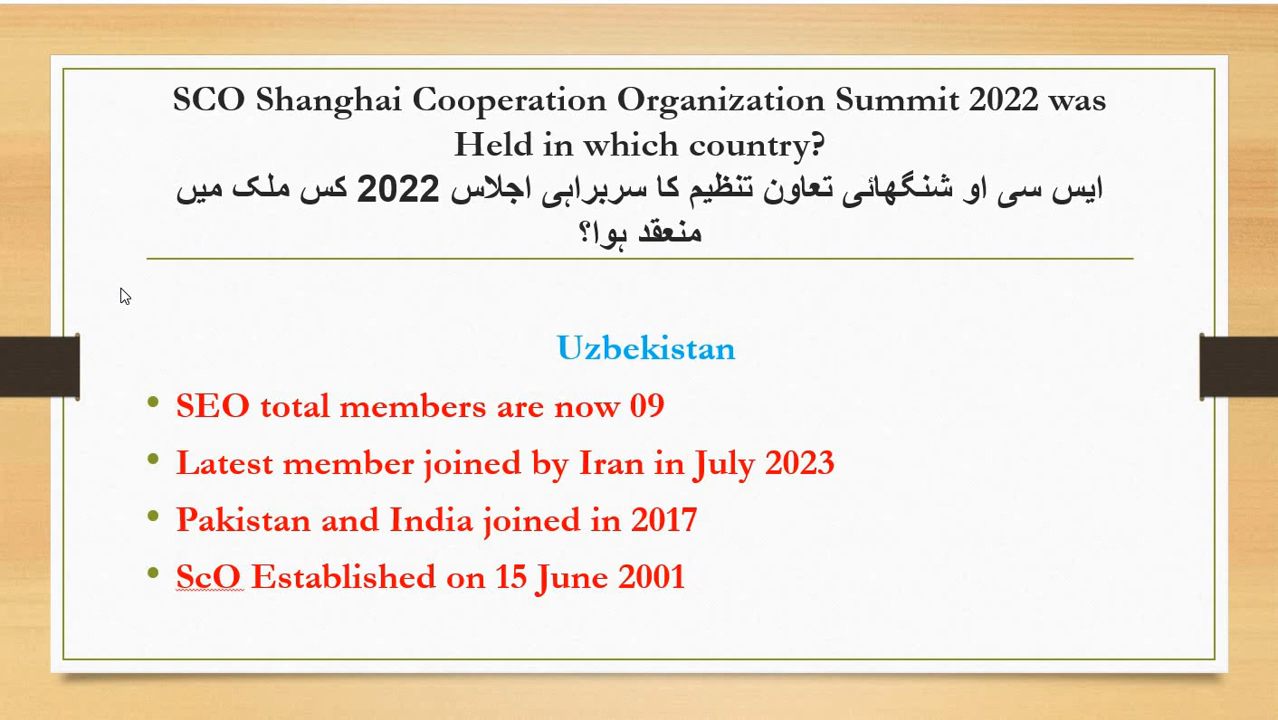 SCO Shanghai Cooperation Organization Summit 2022 was
Held in which country?
ایس سی او شنگھائی تعاون تنظیم کا سربراہی اجلاس 2022 کس ملک میں
منعقد ہوا؟
Uzbekistan
• SEO total members are now 09
• Latest member joined by Iran in July 2023
• Pakistan and India joined in 2017
• ScO Established on 15 June 2001